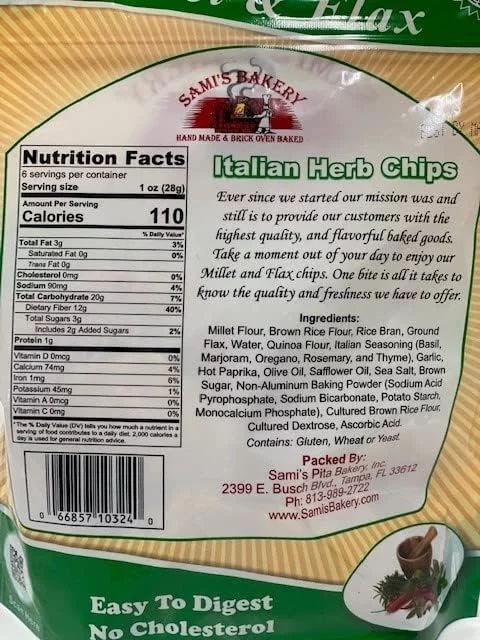 & Flax
SAMI'S BAKERY
HAND MADE & BRICK OVEN BAKED
Nutrition Facts
6 servings per container
Serving size 1 oz (28g)
Amount Per Serving
Calories 110
% Daily Value*
Total Fat 3g 3%
Saturated Fat 0g 0%
Trans Fat 0g
Cholesterol 0mg 0%
Sodium 90mg 4%
Total Carbohydrate 20g 7%
Dietary Fiber 12g 40%
Total Sugars 3g
Includes 2g Added Sugars 2%
Protein 1g
Vitamin D 0mcg 0%
Calcium 74mg 4%
Iron 1mg 6%
Potassium 45mg 1%
Vitamin A 0mcg 0%
Vitamin C 0mg 0%
*The % Daily Value (DV) tells you how much a nutrient in a
serving of food contributes to a daily diet. 2,000 calories a
day is used for general nutrition advice.
0 66857 10324 0
Italian Herb Chips
Ever since we started our mission was and
still is to provide our customers with the
highest quality, and flavorful baked goods.
Take a moment out of your day to enjoy our
Millet and Flax chips. One bite is all it takes to
know the quality and freshness we have to offer.
Ingredients:
Millet Flour, Brown Rice Flour, Rice Bran, Ground
Flax, Water, Quinoa Flour, Italian Seasoning (Basil,
Marjoram, Oregano, Rosemary, and Thyme), Garlic,
Hot Paprika, Olive Oil, Safflower Oil, Sea Salt, Brown
Sugar, Non-Aluminum Baking Powder (Sodium Acid
Pyrophosphate, Sodium Bicarbonate, Potato Starch,
Monocalcium Phosphate), Cultured Brown Rice Flour,
Cultured Dextrose, Ascorbic Acid.
Contains: Gluten, Wheat or Yeast.
Packed By:
Sami's Pita Bakery, Inc.
2399 E. Busch Blvd., Tampa, FL 33612
Ph: 813-989-2722
www.SamisBakery.com
Scan Here
Easy To Digest
No Cholesterol